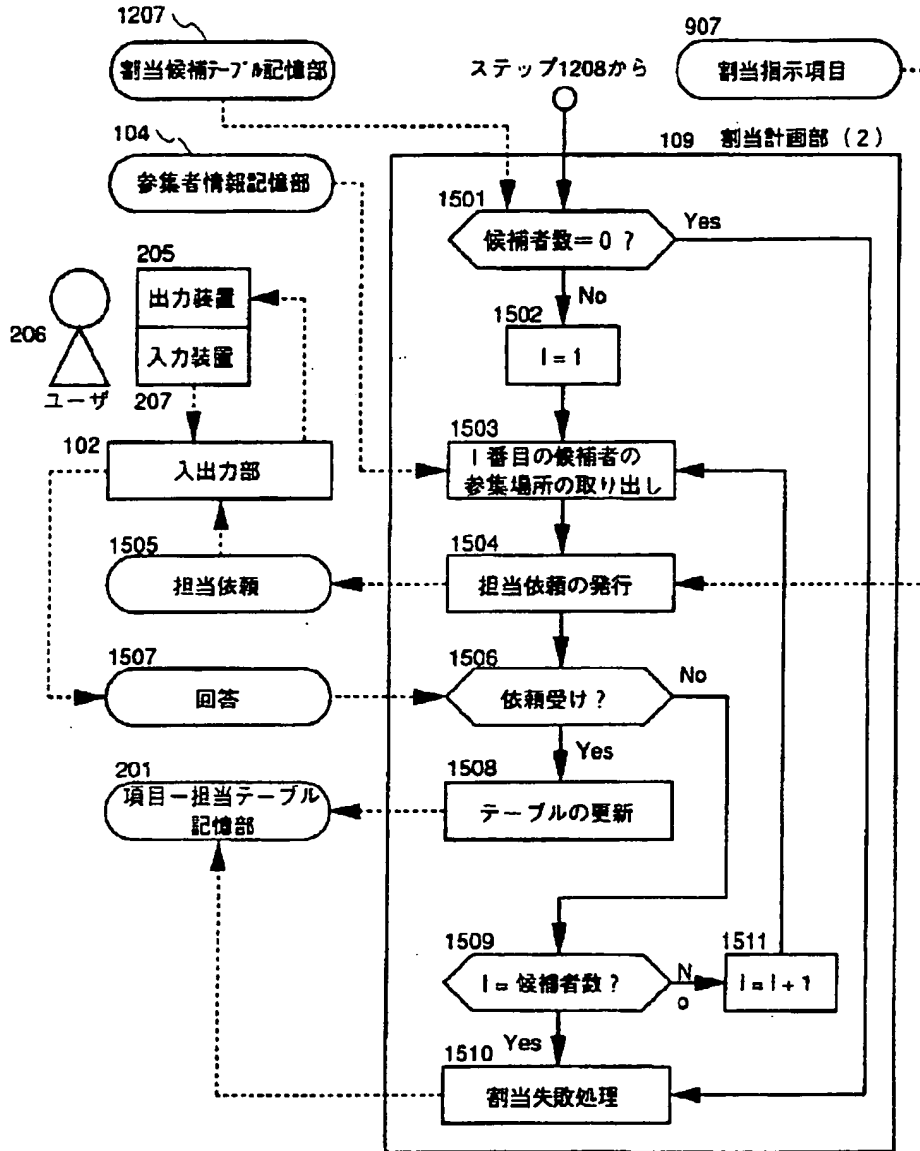 1207
割当候補テーブル記憶部
ステップ1208から
907
割当指示項目
104
参集者情報記憶部
109 割当計画部（2）
1501
候補者数＝0？
Yes
No
205
出力装置
入力装置
207
206
ユーザ
1502
I＝1
102
入出力部
1503
I番目の候補者の
参集場所の取り出し
1505
担当依頼
1504
担当依頼の発行
1507
回答
1506
依頼受け？
No
Yes
201
項目ー担当テーブル
記憶部
1508
テーブルの更新
1509
I＝候補者数？
No
1511
I＝I＋1
Yes
1510
割当失敗処理